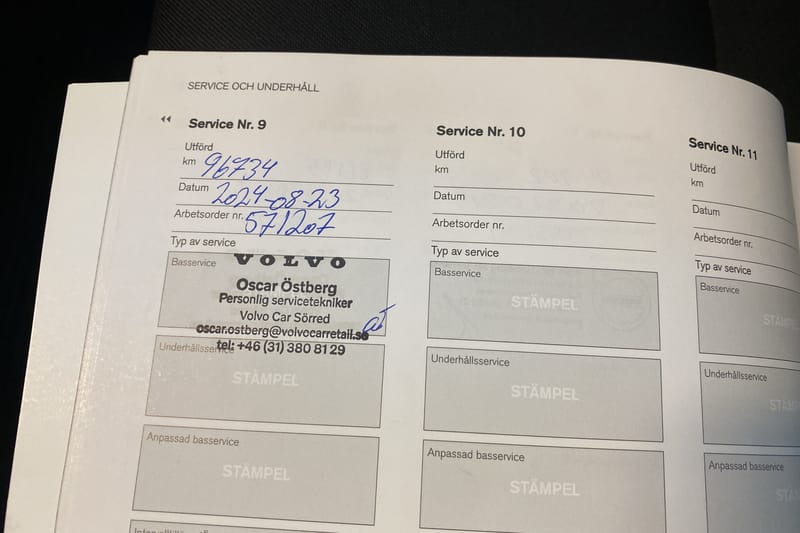 SERVICE OCH UNDERHÅLL
Service Nr. 9
Utförd
km 96734
Datum 2024-08-23
Arbetsorder nr. 571207
Typ av service
Basservice
VOLVO
Oscar Östberg
Personlig servicetekniker
Volvo Car Sörred
oscar.ostberg@volvocarretail.se
tel: +46 (31) 380 81 29
Underhållsservice
STÄMPEL
Anpassad basservice
STÄMPEL
Service Nr. 10
Utförd
km
Datum
Arbetsorder nr.
Typ av service
Basservice
STÄMPEL
Underhållsservice
STÄMPEL
Anpassad basservice
STÄMPEL
Service Nr. 11
Utförd
km
Datum
Arbetsorder nr.
Typ av service
Basservice
STÄMPEL
Underhållsservice
Anpassad basservice